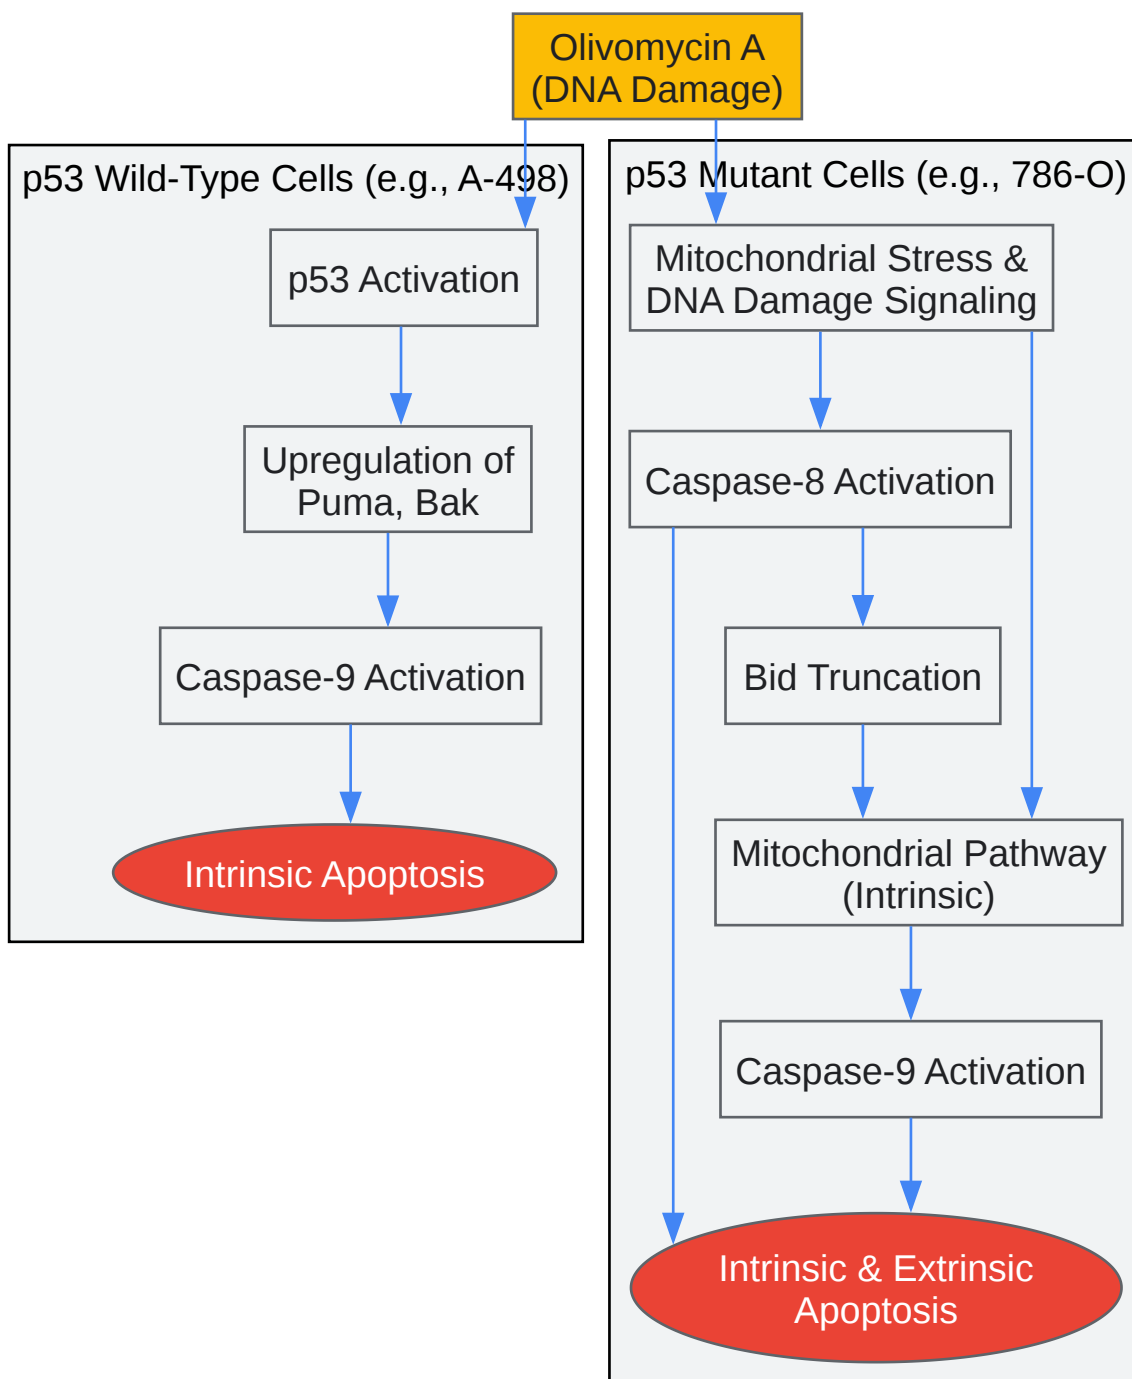 Olivomycin A
(DNA Damage)
p53 Wild-Type Cells (e.g., A-498)
p53 Activation
Upregulation of
Puma, Bak
Caspase-9 Activation
Intrinsic Apoptosis
p53 Mutant Cells (e.g., 786-O)
Mitochondrial Stress &
DNA Damage Signaling
Caspase-8 Activation
Bid Truncation
Mitochondrial Pathway
(Intrinsic)
Caspase-9 Activation
Intrinsic & Extrinsic
Apoptosis